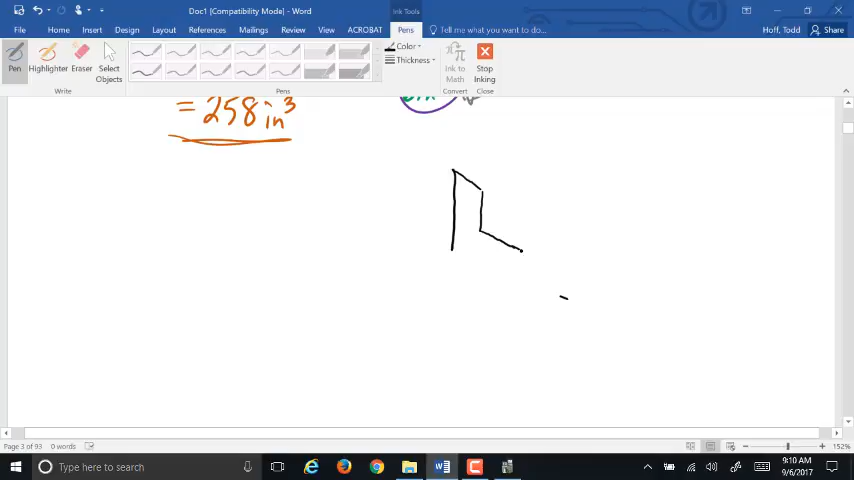 Doc1 [Compatibility Mode] - Word
Ink Tools
Hoff, Todd
File Home Insert Design Layout References Mailings Review View ACROBAT Pens Tell me what you want to do... Share
Pen Highlighter Eraser Select Objects
Color
Thickness
Ink to Math
Stop Inking
Write Pens Convert Close
= 258 in³
Page 3 of 93 0 words 152%
Type here to search
9:10 AM
9/6/2017